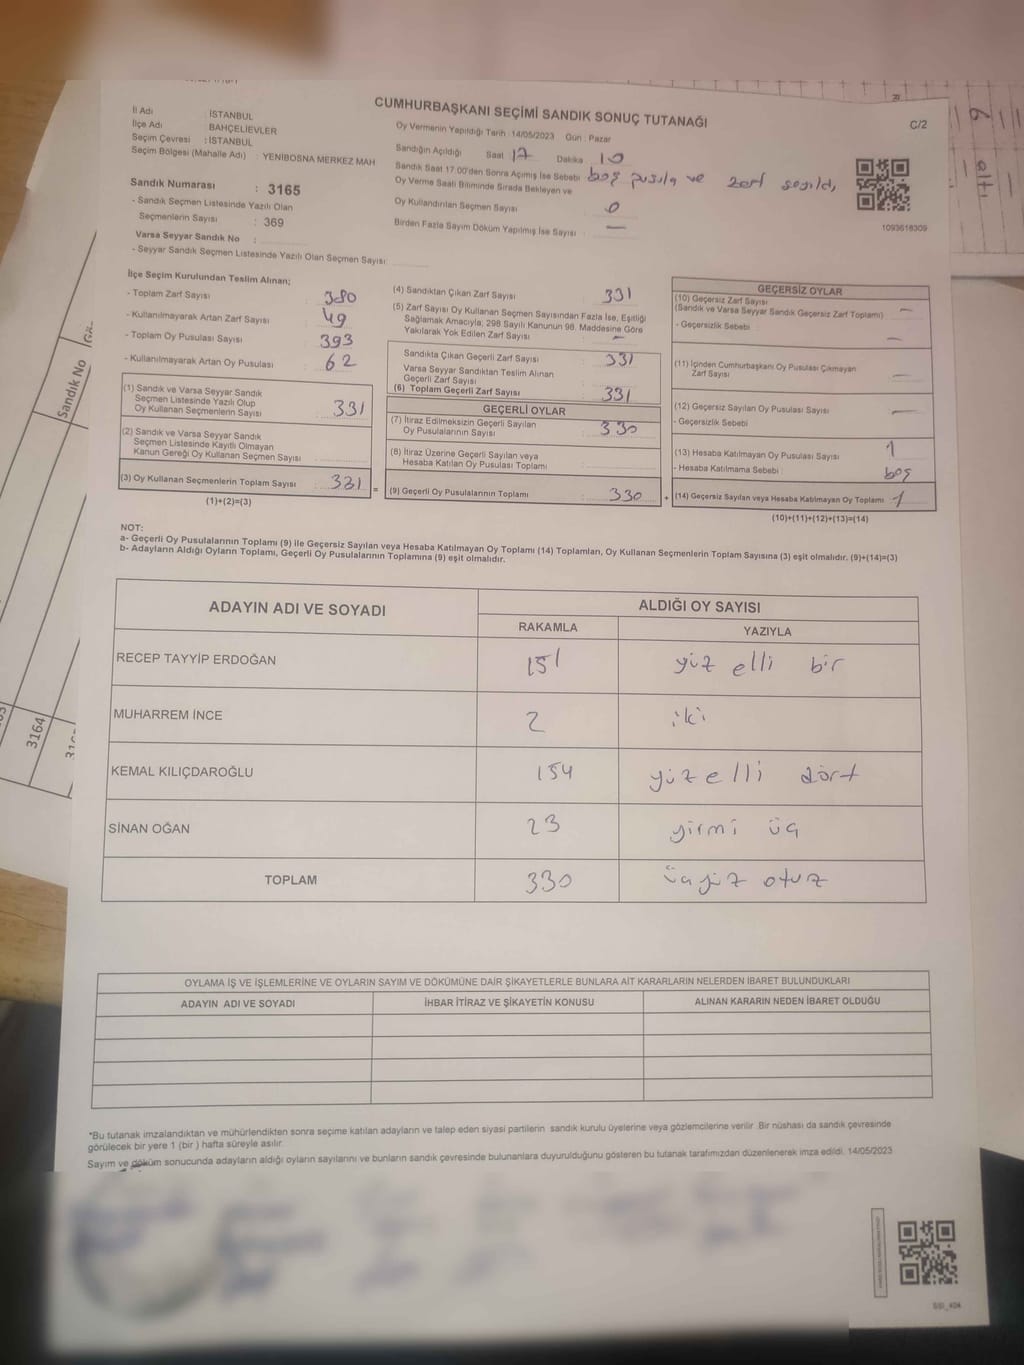 CUMHURBAŞKANI SEÇİMİ SANDIK SONUÇ TUTANAĞI
C/2
İl Adı : İSTANBUL
İlçe Adı : BAHÇELİEVLER
Seçim Çevresi : İSTANBUL
Seçim Bölgesi (Mahalle Adı) : YENİBOSNA MERKEZ MAH
Sandık Numarası : 3165
- Sandık Seçmen Listesinde Yazılı Olan
Seçmenlerin Sayısı : 369
Varsa Seyyar Sandık No :
- Seyyar Sandık Seçmen Listesinde Yazılı Olan Seçmen Sayısı:
Oy Vermenin Yapıldığı Tarih :14/05/2023 Gün : Pazar
Sandığın Açıldığı Saat 17 Dakika 10
Sandık Saat 17.00'den Sonra Açımış İse Sebebi boş pusula ve zarf sayıldı
Oy Verme Saati Bitiminde Sırada Bekleyen ve
Oy Kullandırılan Seçmen Sayısı 0
Birden Fazla Sayım Döküm Yapılmış İse Sayısı : —
1093618309
İlçe Seçim Kurulundan Teslim Alınan;
- Toplam Zarf Sayısı 380
- Kullanılmayarak Artan Zarf Sayısı 49
- Toplam Oy Pusulası Sayısı 393
- Kullanılmayarak Artan Oy Pusulası 62
(1) Sandık ve Varsa Seyyar Sandık
Seçmen Listesinde Yazılı Olup
Oy Kullanan Seçmenlerin Sayısı 331
(2) Sandık ve Varsa Seyyar Sandık
Seçmen Listesinde Kayıtlı Olmayan
Kanun Gereği Oy Kullanan Seçmen Sayısı
(3) Oy Kullanan Seçmenlerin Toplam Sayısı 331 =
(1)+(2)=(3)
(4) Sandıktan Çıkan Zarf Sayısı 331
(5) Zarf Sayısı Oy Kullanan Seçmen Sayısından Fazla İse, Eşitliği
Sağlamak Amacıyla; 298 Sayılı Kanunun 98. Maddesine Göre
Yakılarak Yok Edilen Zarf Sayısı : —
Sandıkta Çıkan Geçerli Zarf Sayısı 331
Varsa Seyyar Sandıktan Teslim Alınan
Geçerli Zarf Sayısı
(6) Toplam Geçerli Zarf Sayısı 331
GEÇERLİ OYLAR
(7) İtiraz Edilmeksizin Geçerli Sayılan
Oy Pusulalarının Sayısı 330
(8) İtiraz Üzerine Geçerli Sayılan veya
Hesaba Katılan Oy Pusulası Toplamı
(9) Geçerli Oy Pusulalarının Toplamı 330 +
GEÇERSİZ OYLAR
(10) Geçersiz Zarf Sayısı
(Sandık ve Varsa Seyyar Sandık Geçersiz Zarf Toplamı) —
- Geçersizlik Sebebi : —
(11) İçinden Cumhurbaşkanı Oy Pusulası Çıkmayan
Zarf Sayısı —
(12) Geçersiz Sayılan Oy Pusulası Sayısı —
- Geçersizlik Sebebi
(13) Hesaba Katılmayan Oy Pusulası Sayısı 1
- Hesaba Katılmama Sebebi boş
(14) Geçersiz Sayılan veya Hesaba Katılmayan Oy Toplamı 1
(10)+(11)+(12)+(13)=(14)
NOT:
a- Geçerli Oy Pusulalarının Toplamı (9) ile Geçersiz Sayılan veya Hesaba Katılmayan Oy Toplamı (14) Toplamları, Oy Kullanan Seçmenlerin Toplam Sayısına (3) eşit olmalıdır. (9)+(14)=(3)
b- Adayların Aldığı Oyların Toplamı, Geçerli Oy Pusulalarının Toplamına (9) eşit olmalıdır.
ADAYIN ADI VE SOYADI
ALDIĞI OY SAYISI
RAKAMLA YAZIYLA
RECEP TAYYİP ERDOĞAN 151 yüz elli bir
MUHARREM İNCE 2 iki
KEMAL KILIÇDAROĞLU 154 yüz elli dört
SİNAN OĞAN 23 yirmi üç
TOPLAM 330 üçyüz otuz
OYLAMA İŞ VE İŞLEMLERİNE VE OYLARIN SAYIM VE DÖKÜMÜNE DAİR ŞİKAYETLERLE BUNLARA AİT KARARLARIN NELERDEN İBARET BULUNDUKLARI
ADAYIN ADI VE SOYADI İHBAR İTİRAZ VE ŞİKAYETİN KONUSU ALINAN KARARIN NEDEN İBARET OLDUĞU
*Bu tutanak imzalandıktan ve mühürlendikten sonra seçime katılan adayların ve talep eden siyasi partilerin sandık kurulu üyelerine veya gözlemcilerine verilir. Bir nüshası da sandık çevresinde
görülecek bir yere 1 (bir ) hafta süreyle asılır.
Sayım ve döküm sonucunda adayların aldığı oyların sayılarını ve bunların sandık çevresinde bulunanlara duyurulduğunu gösteren bu tutanak tarafımızdan düzenlenerek imza edildi. 14/05/2023
Sandık No
3164
altı